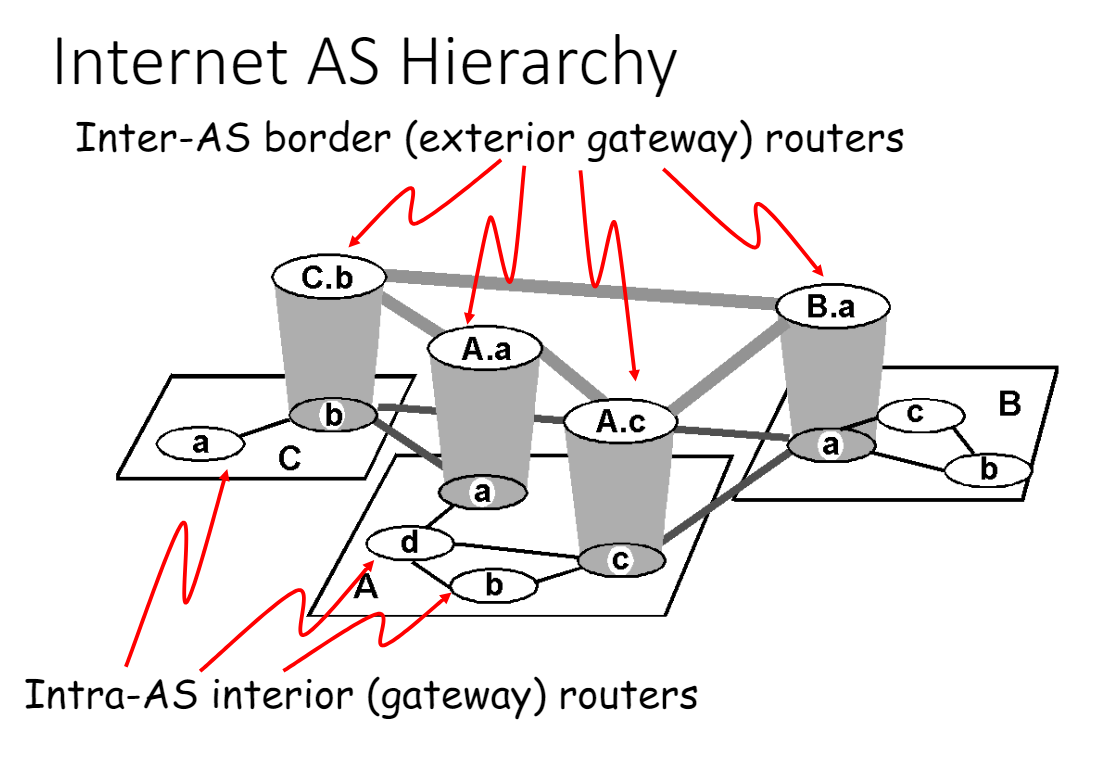 Internet AS Hierarchy
Inter-AS border (exterior gateway) routers
C.b
B.a
A.a
A.c
b
a
C
c
B
a
b
a
d
A
b
c
Intra-AS interior (gateway) routers